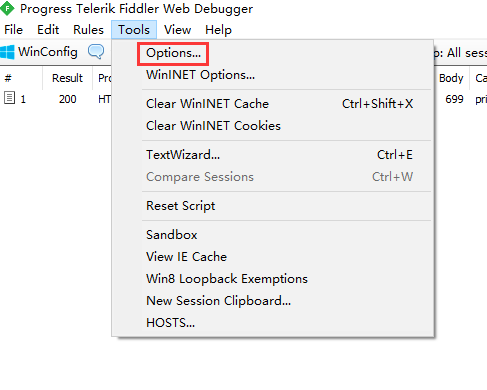 Progress Telerik Fiddler Web Debugger
File Edit Rules Tools View Help
WinConfig
Options...
p: All sess
# Result Pro Body Ca
WinINET Options...
1 200 HT 699 pri
Clear WinINET Cache Ctrl+Shift+X
Clear WinINET Cookies
TextWizard... Ctrl+E
Compare Sessions Ctrl+W
Reset Script
Sandbox
View IE Cache
Win8 Loopback Exemptions
New Session Clipboard...
HOSTS...